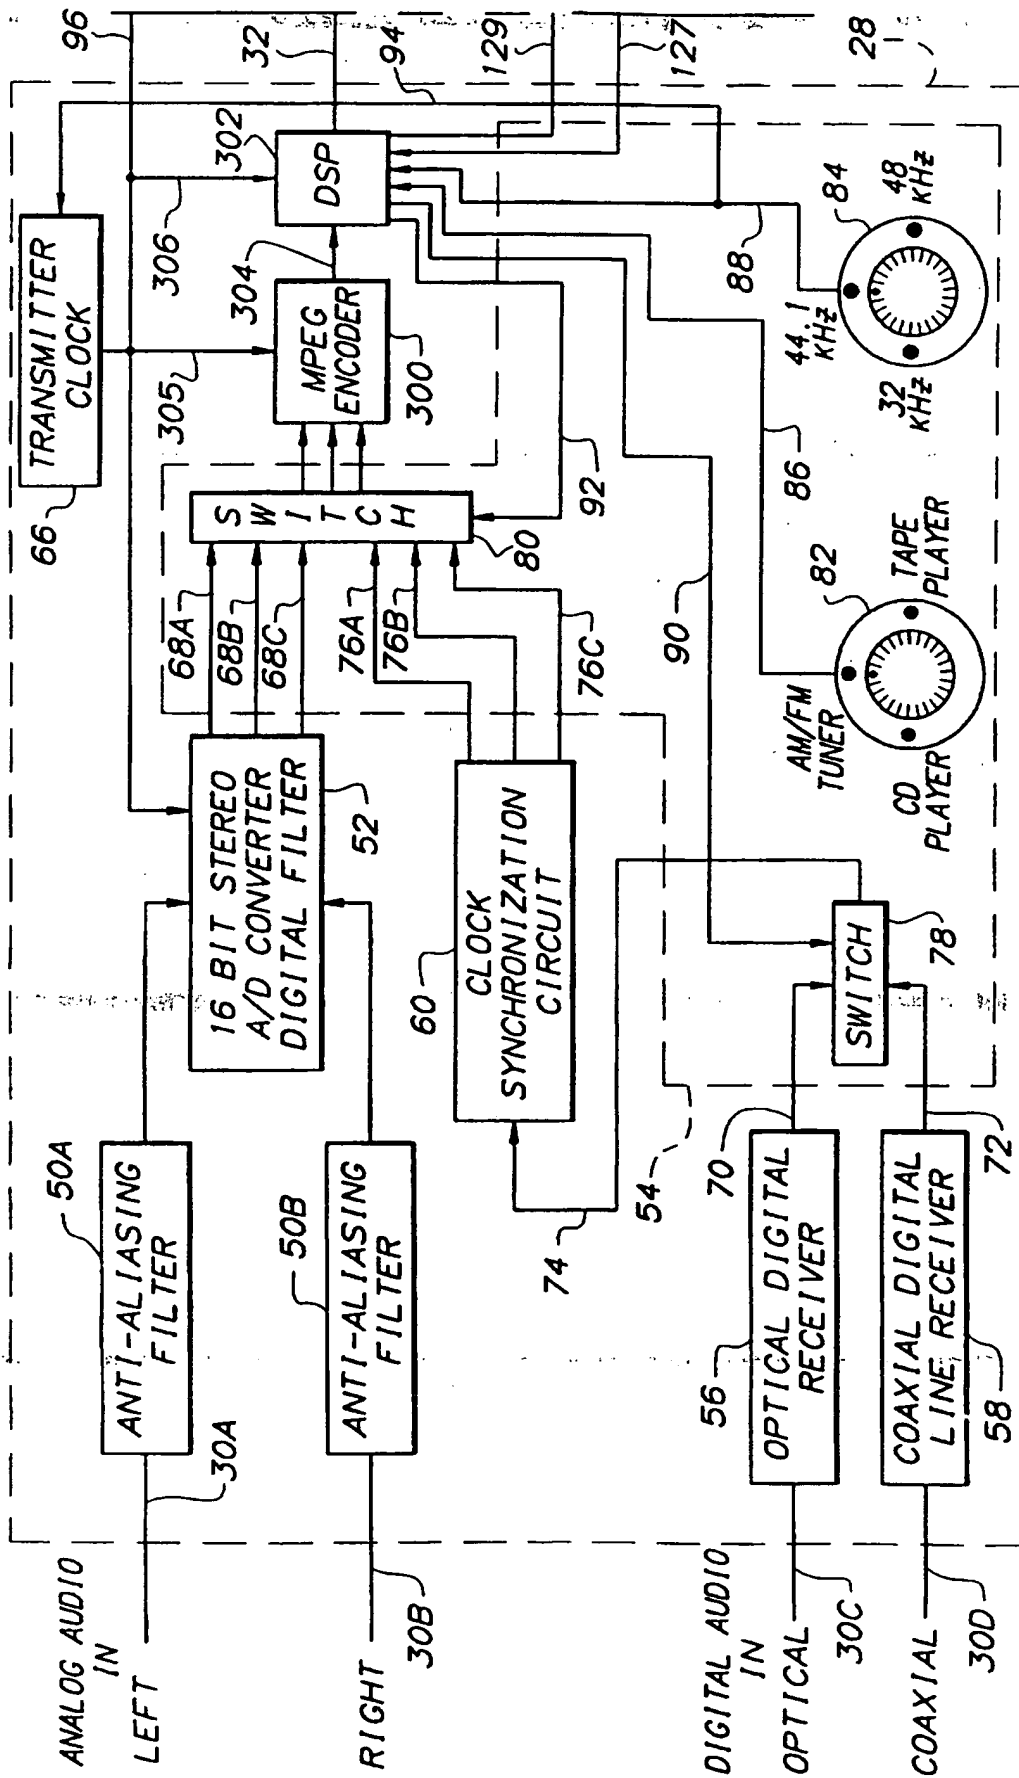 ANALOG AUDIO
IN
LEFT
30A
50A
ANTI-ALIASING
FILTER
RIGHT
30B
50B
ANTI-ALIASING
FILTER
16 BIT STEREO
A/D CONVERTER
DIGITAL FILTER
52
TRANSMITTER
CLOCK
66
96
68A
68B
68C
76A
76B
76C
SWITCH
80
305
MPEG
ENCODER
300
304
306
DSP
302
32
94
129
127
28
60
CLOCK
SYNCHRONIZATION
CIRCUIT
74
54
DIGITAL AUDIO
IN
OPTICAL
30C
56
OPTICAL DIGITAL
RECEIVER
70
COAXIAL
30D
COAXIAL DIGITAL
LINE RECEIVER
58
72
SWITCH
78
90
92
86
88
AM/FM
TUNER
CD
PLAYER
TAPE
PLAYER
82
44.1
KHz
32
KHz
48
KHz
84